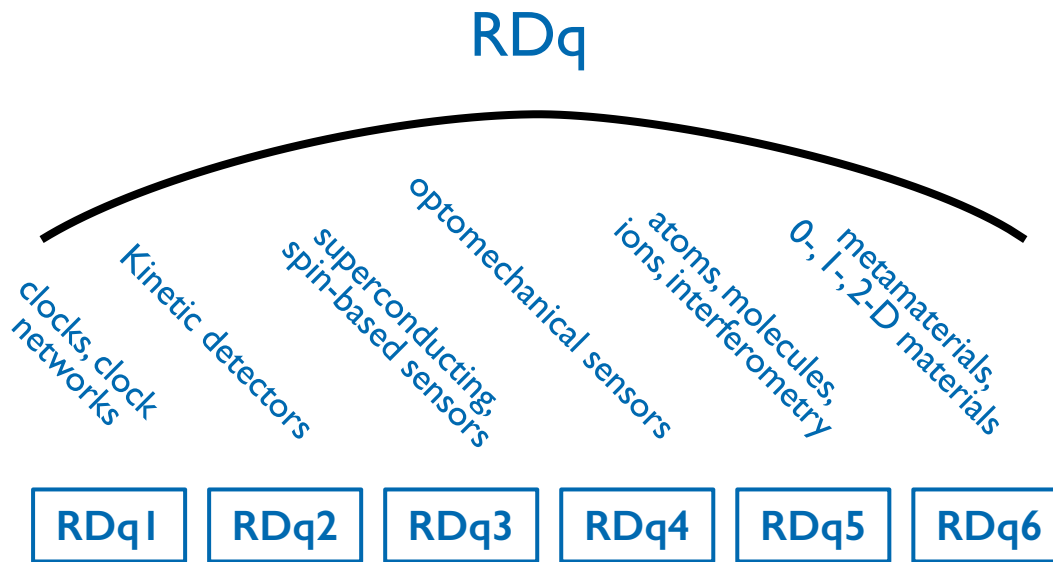 RDq
clocks, clock
networks
Kinetic detectors
superconducting,
spin-based sensors
optomechanical sensors
atoms, molecules,
ions, interferometry
metamaterials,
0-, 1-, 2-D materials
RDq1
RDq2
RDq3
RDq4
RDq5
RDq6